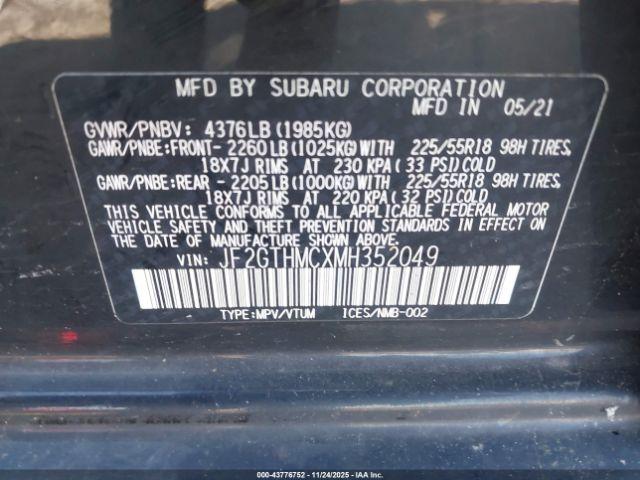 MFD BY SUBARU CORPORATION
MFD IN 05/21
GVWR/PNBV: 4376LB (1985KG)
GAWR/PNBE:FRONT- 2260LB (1025KG) WITH 225/55R18 98H TIRES,
18X7J RIMS AT 230 KPA ( 33 PSI) COLD
GAWR/PNBE:REAR - 2205LB (1000KG) WITH 225/55R18 98H TIRES,
18X7J RIMS AT 220 KPA ( 32 PSI) COLD
THIS VEHICLE CONFORMS TO ALL APPLICABLE FEDERAL MOTOR
VEHICLE SAFETY AND THEFT PREVENTION STANDARDS IN EFFECT ON
THE DATE OF MANUFACTURE SHOWN ABOVE.
VIN: JF2GTHMCXMH352049
TYPE:MPV/VTUM ICES/NMB-002
000-43776752 - 11/24/2025 - IAAI.COM